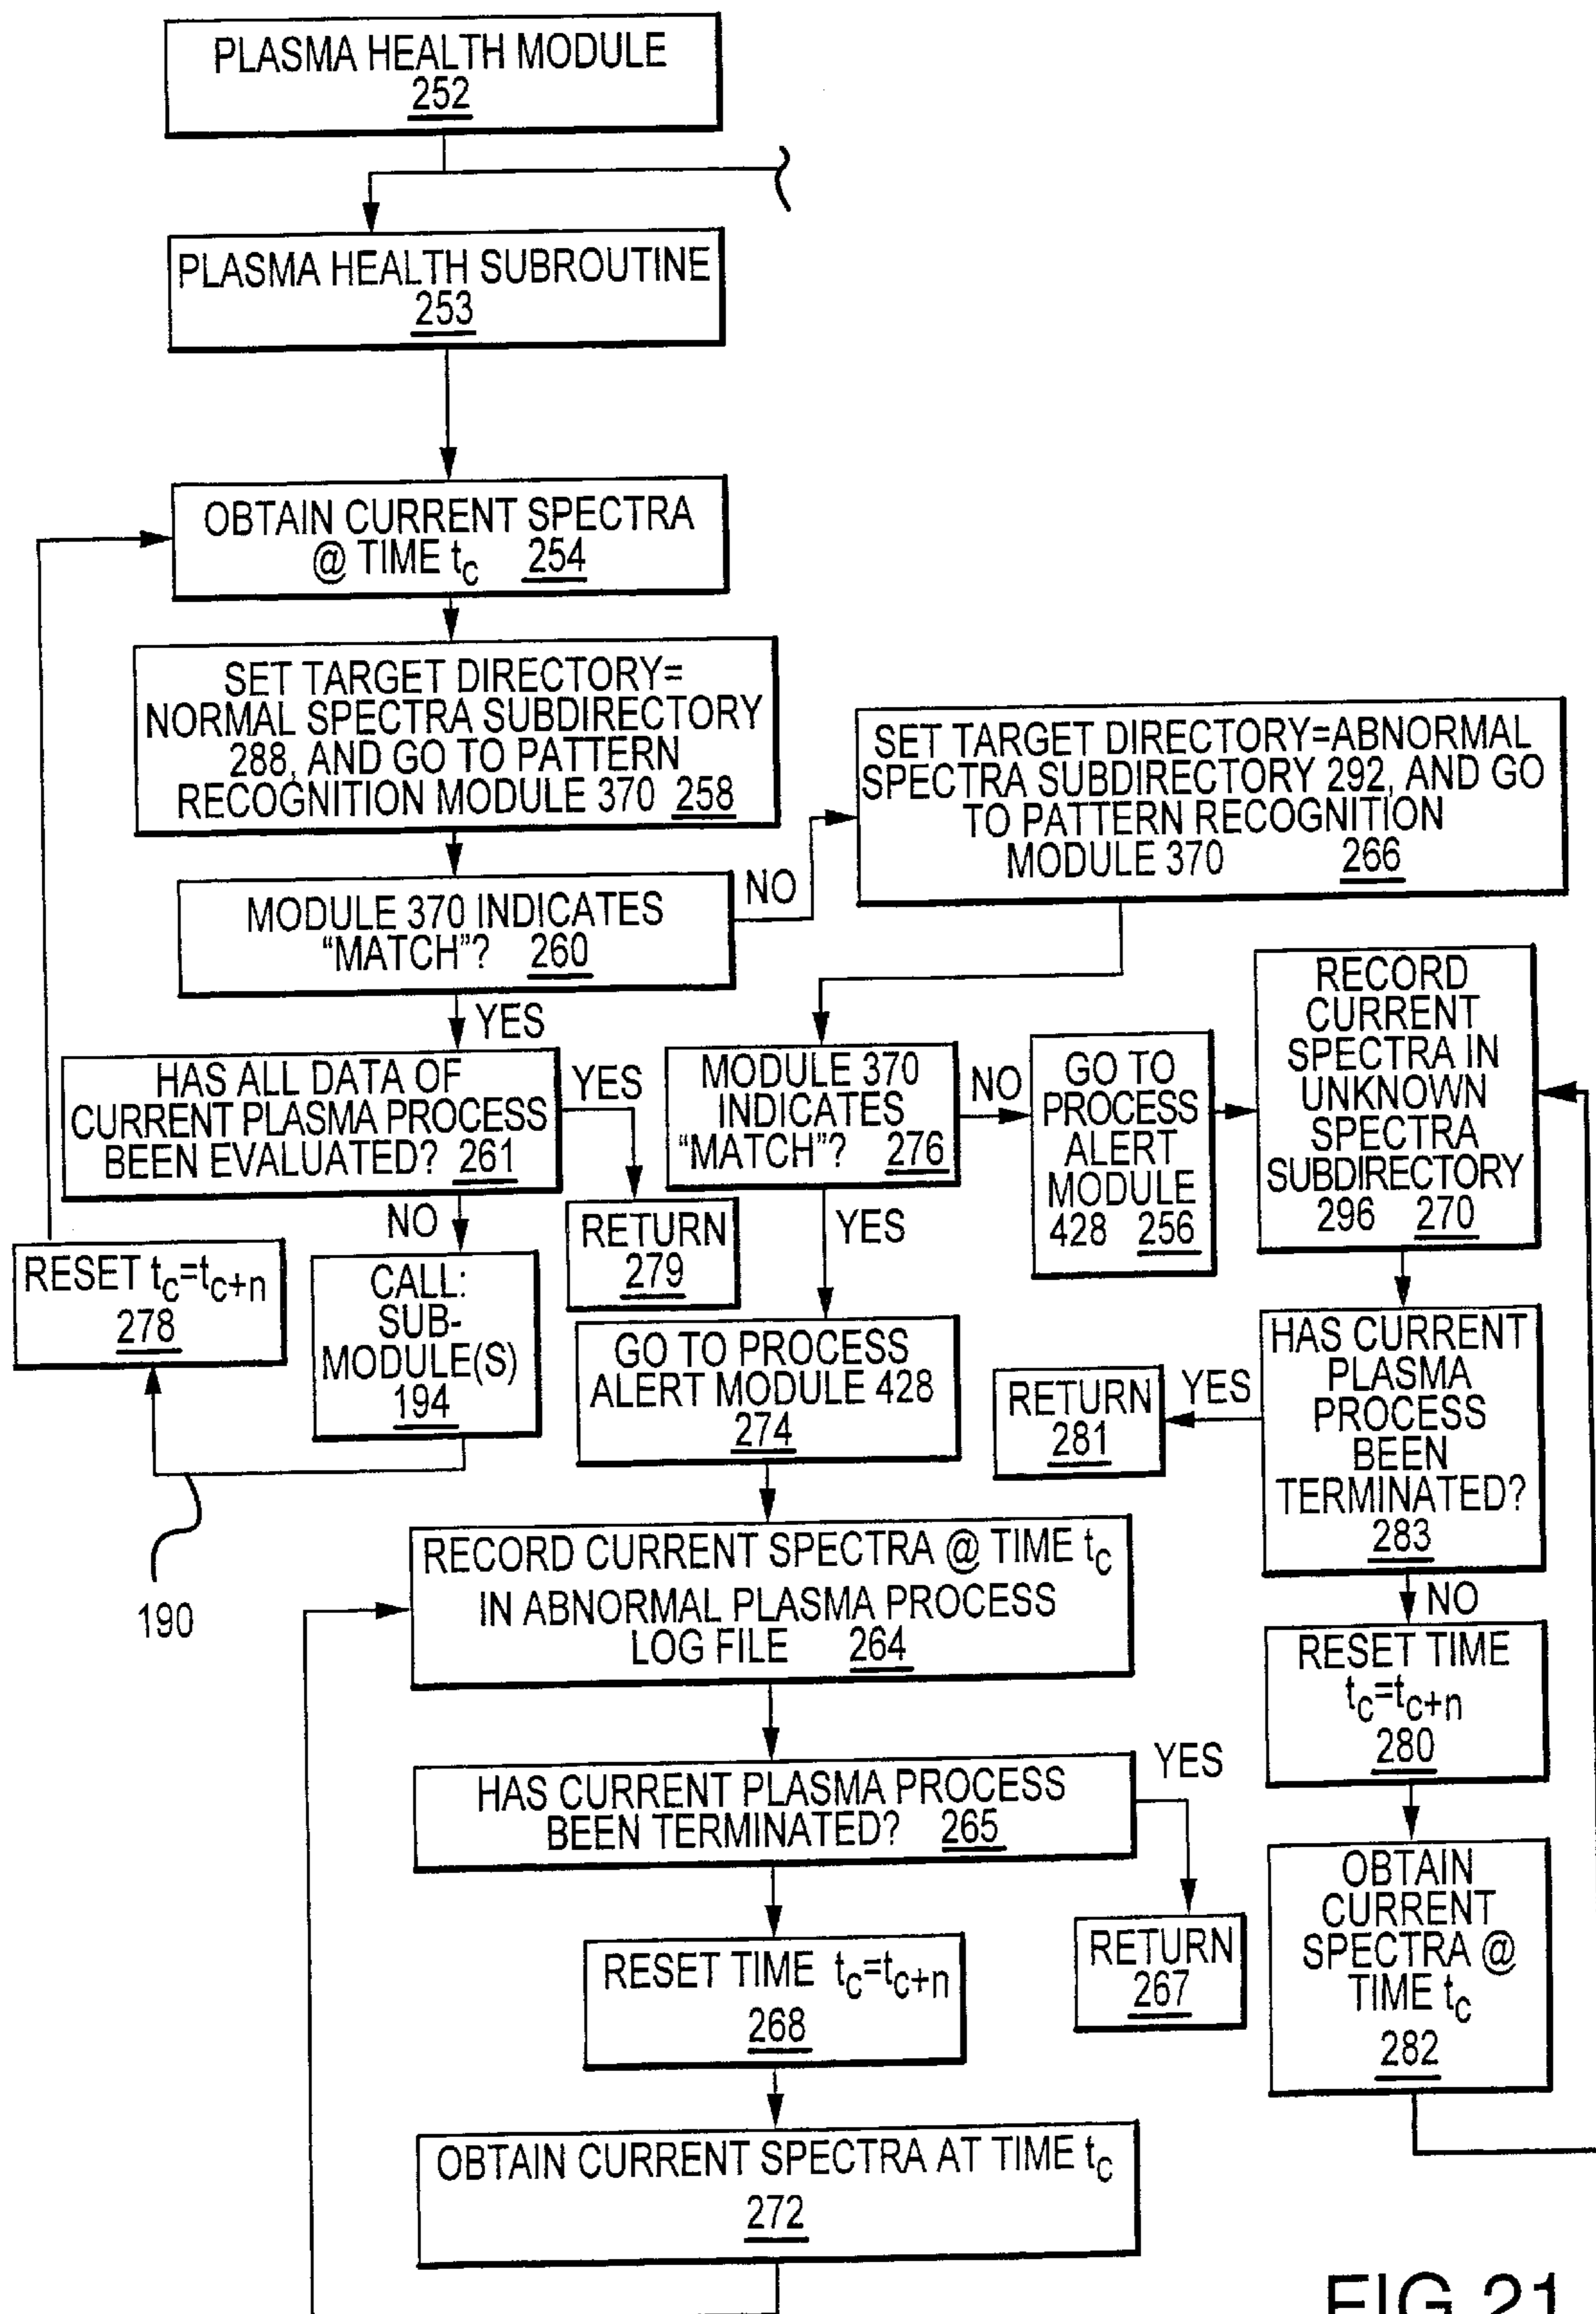 PLASMA HEALTH MODULE
252
PLASMA HEALTH SUBROUTINE
253
OBTAIN CURRENT SPECTRA
@ TIME tc 254
SET TARGET DIRECTORY=
NORMAL SPECTRA SUBDIRECTORY
288, AND GO TO PATTERN
RECOGNITION MODULE 370 258
SET TARGET DIRECTORY=ABNORMAL
SPECTRA SUBDIRECTORY 292, AND GO
TO PATTERN RECOGNITION
MODULE 370 266
MODULE 370 INDICATES
"MATCH"? 260
NO
YES
HAS ALL DATA OF
CURRENT PLASMA PROCESS
BEEN EVALUATED? 261
YES
NO
RETURN
279
RESET tc=tc+n
278
CALL:
SUB-
MODULE(S)
194
190
MODULE 370
INDICATES
"MATCH"? 276
NO
YES
GO TO
PROCESS
ALERT
MODULE
428 256
RECORD
CURRENT
SPECTRA IN
UNKNOWN
SPECTRA
SUBDIRECTORY
296 270
GO TO PROCESS
ALERT MODULE 428
274
HAS CURRENT
PLASMA
PROCESS
BEEN
TERMINATED?
283
YES
RETURN
281
NO
RESET TIME
tc=tc+n
280
OBTAIN
CURRENT
SPECTRA @
TIME tc
282
RECORD CURRENT SPECTRA @ TIME tc
IN ABNORMAL PLASMA PROCESS
LOG FILE 264
HAS CURRENT PLASMA PROCESS
BEEN TERMINATED? 265
YES
RETURN
267
RESET TIME tc=tc+n
268
OBTAIN CURRENT SPECTRA AT TIME tc
272
FIG.21